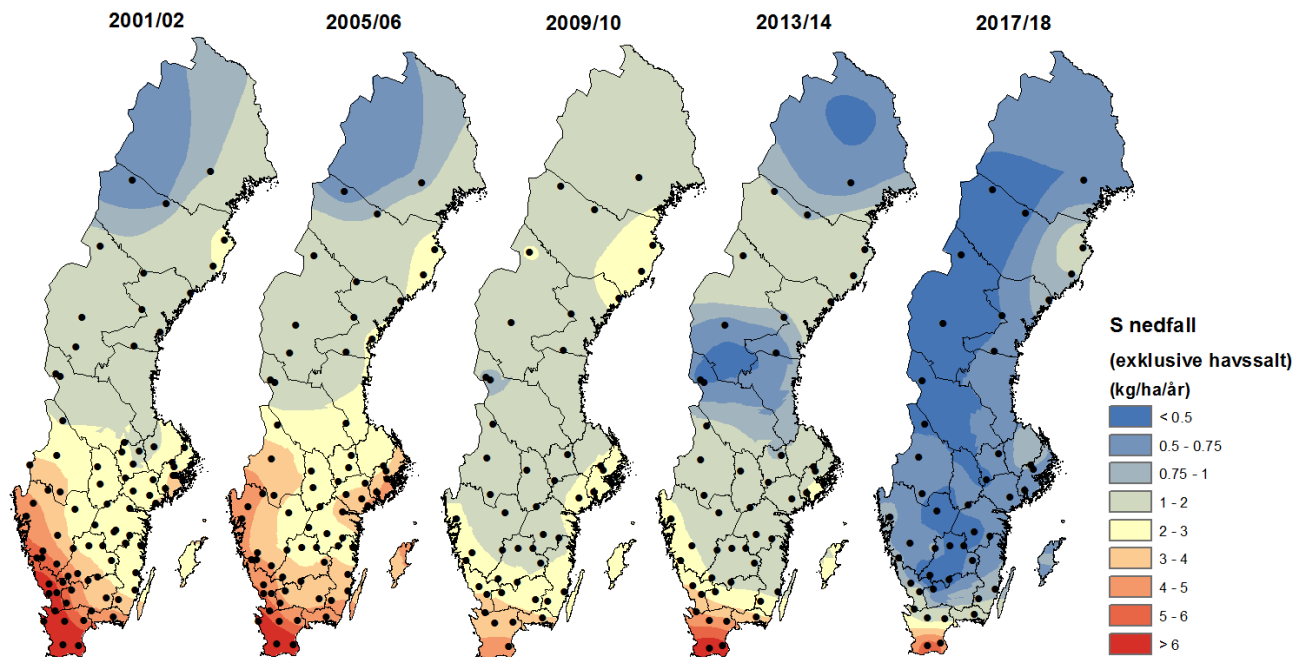 2001/02
2005/06
2009/10
2013/14
2017/18
S nedfall
(exklusive havssalt)
(kg/ha/år)
< 0.5
0.5 - 0.75
0.75 - 1
1 - 2
2 - 3
3 - 4
4 - 5
5 - 6
> 6